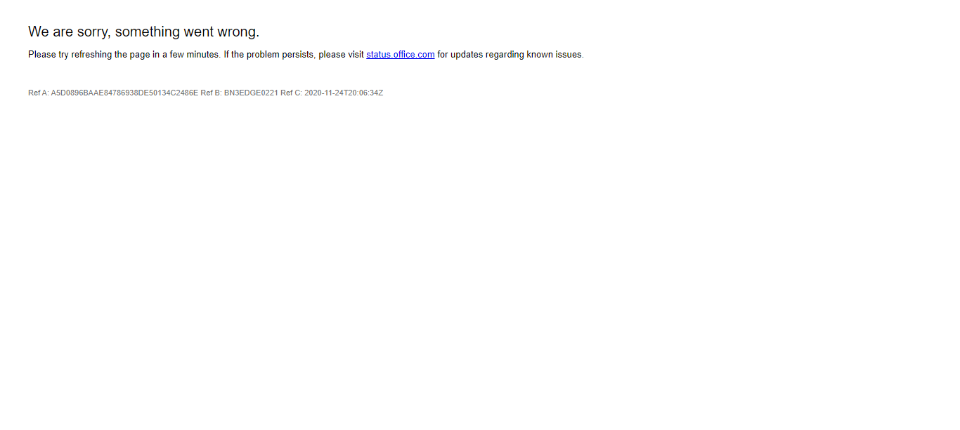 We are sorry, something went wrong.
Please try refreshing the page in a few minutes. If the problem persists, please visit status.office.com for updates regarding known issues.
Ref A: A5D0896BAAE84786938DE50134C2486E Ref B: BN3EDGE0221 Ref C: 2020-11-24T20:06:34Z